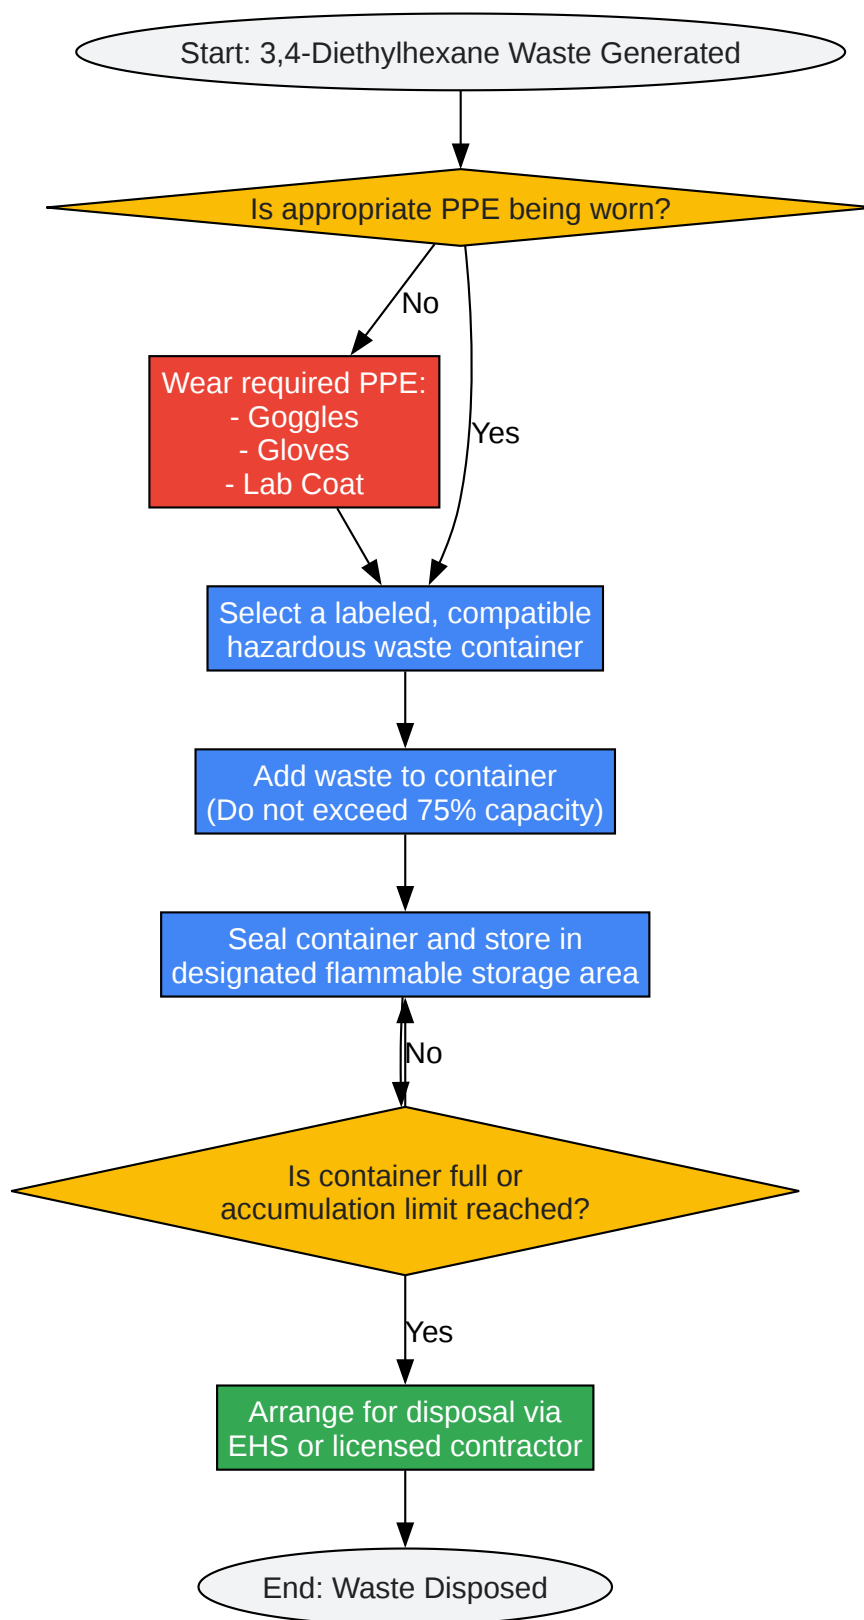 Start: 3,4-Diethylhexane Waste Generated
Is appropriate PPE being worn?
No
Wear required PPE:
- Goggles
- Gloves
- Lab Coat
Yes
Select a labeled, compatible
hazardous waste container
Add waste to container
(Do not exceed 75% capacity)
Seal container and store in
designated flammable storage area
No
Is container full or
accumulation limit reached?
Yes
Arrange for disposal via
EHS or licensed contractor
End: Waste Disposed